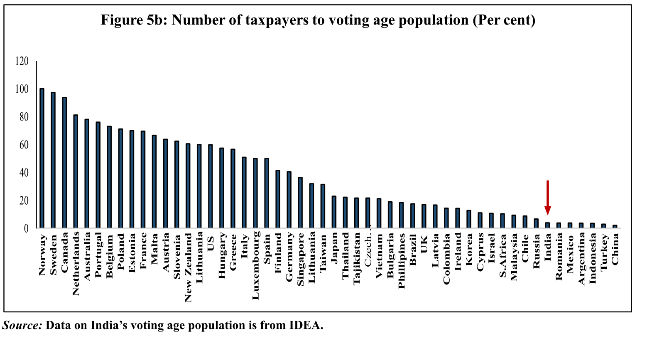 Figure 5b: Number of taxpayers to voting age population (Per cent)
120
100
80
60
40
20
0
Norway
Sweden
Canada
Netherlands
Australia
Portugal
Belgium
Poland
Estonia
France
Malta
Austria
Slovenia
New Zealand
Lithuania
US
Hungary
Greece
Italy
Luxembourg
Spain
Finland
Germany
Singapore
Lithuania
Taiwan
Japan
Thailand
Tajikistan
Czech..
Vietnam
Bulgaria
Phillipines
Brazil
UK
Latvia
Colombia
Ireland
Korea
Cyprus
Israel
S.Africa
Malaysia
Chile
Russia
India
Romania
Mexico
Argentina
Indonesia
Turkey
China
Source: Data on India's voting age population is from IDEA.